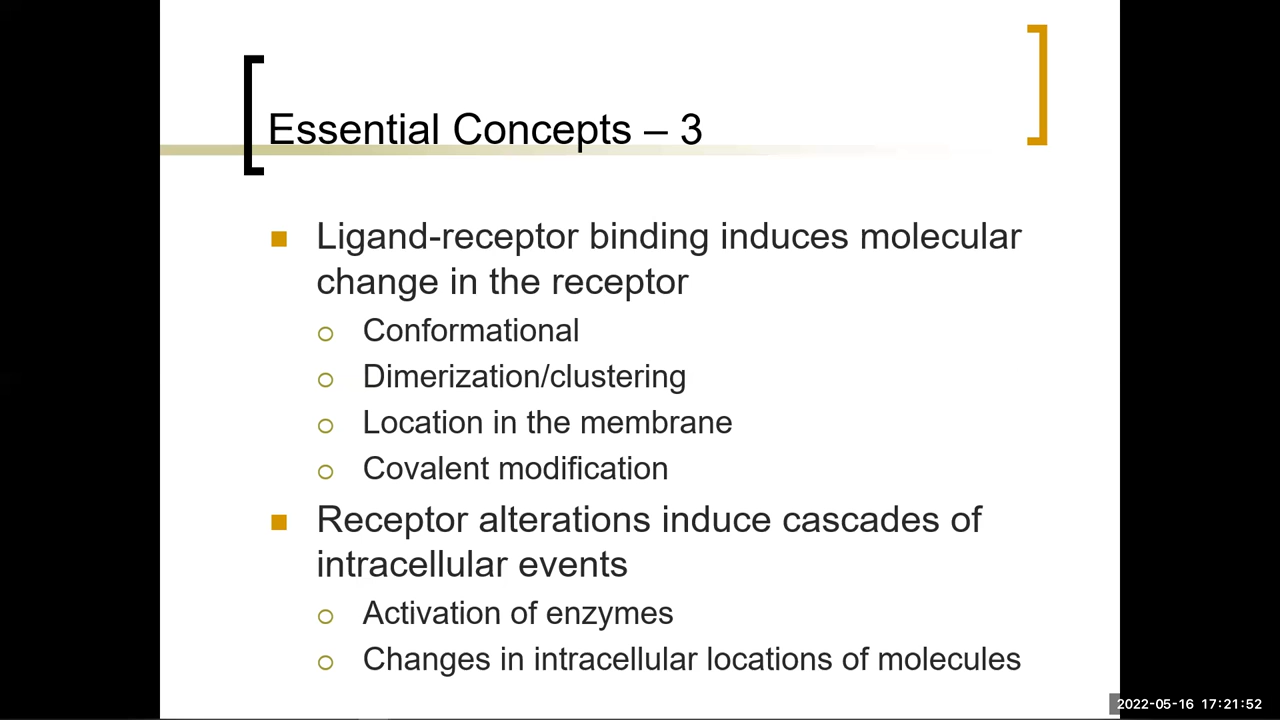 Essential Concepts – 3
Ligand-receptor binding induces molecular
change in the receptor
Conformational
Dimerization/clustering
Location in the membrane
Covalent modification
Receptor alterations induce cascades of
intracellular events
Activation of enzymes
Changes in intracellular locations of molecules
2022-05-16 17:21:52